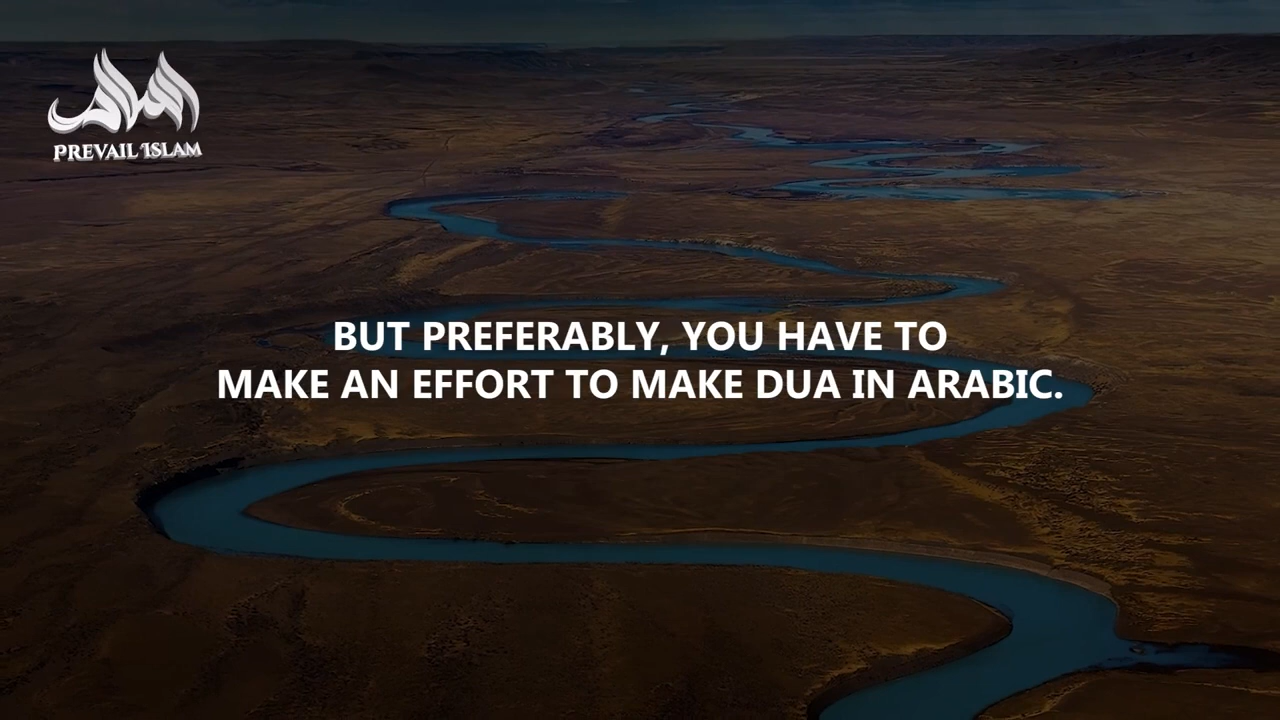 PREVAIL ISLAM
BUT PREFERABLY, YOU HAVE TO
MAKE AN EFFORT TO MAKE DUA IN ARABIC.